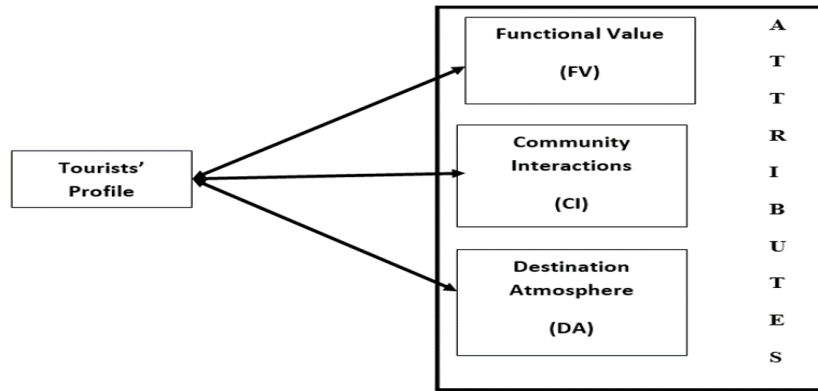 Tourists'
Profile
Functional Value
(FV)
Community
Interactions
(CI)
Destination
Atmosphere
(DA)
A
T
T
R
I
B
U
T
E
S